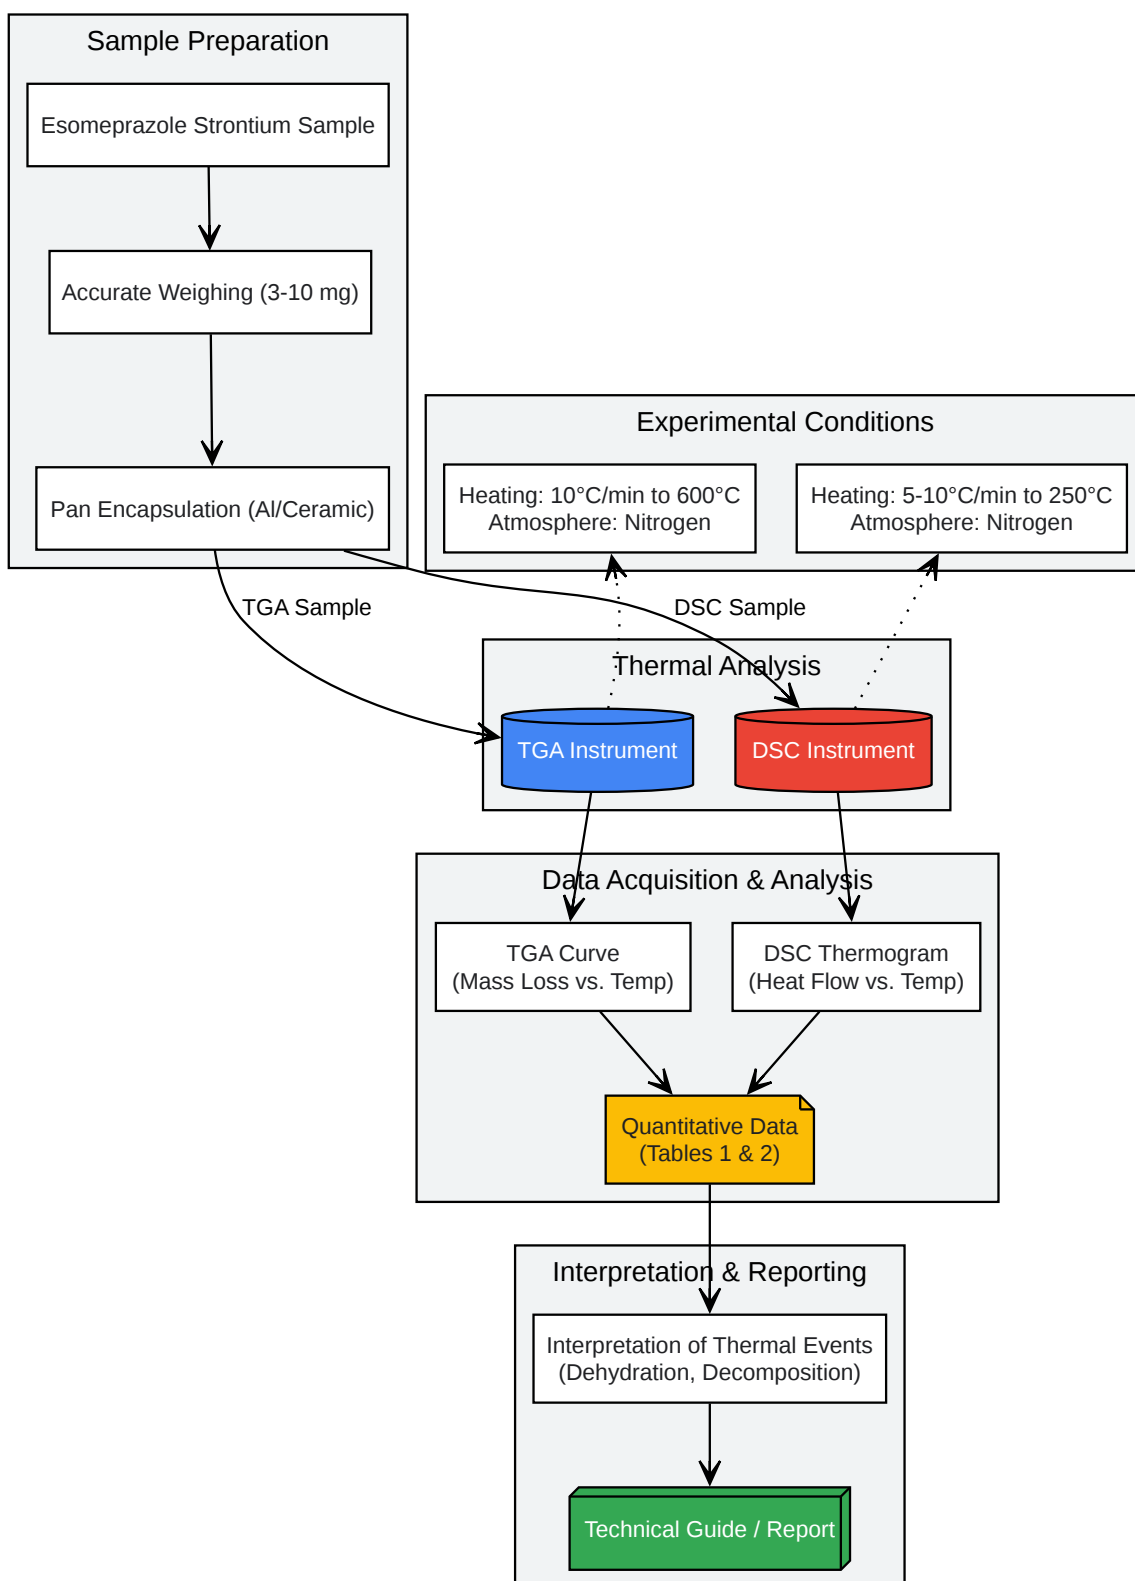 Sample Preparation
Esomeprazole Strontium Sample
Accurate Weighing (3-10 mg)
Pan Encapsulation (Al/Ceramic)
Experimental Conditions
Heating: 10°C/min to 600°C
Atmosphere: Nitrogen
Heating: 5-10°C/min to 250°C
Atmosphere: Nitrogen
TGA Sample
DSC Sample
Thermal Analysis
TGA Instrument
DSC Instrument
Data Acquisition & Analysis
TGA Curve
(Mass Loss vs. Temp)
DSC Thermogram
(Heat Flow vs. Temp)
Quantitative Data
(Tables 1 & 2)
Interpretation & Reporting
Interpretation of Thermal Events
(Dehydration, Decomposition)
Technical Guide / Report